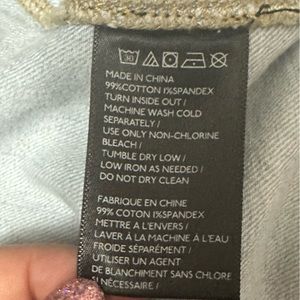 MADE IN CHINA
99%COTTON 1%SPANDEX
TURN INSIDE OUT /
MACHINE WASH COLD
SEPARATELY /
USE ONLY NON-CHLORINE
BLEACH /
TUMBLE DRY LOW /
LOW IRON AS NEEDED /
DO NOT DRY CLEAN
FABRIQUE EN CHINE
99% COTON 1%SPANDEX
METTRE A L'ENVERS /
LAVER À LA MACHINE À L'EAU
FROIDE SÉPARÉMENT /
UTILISER UN AGENT
DE BLANCHIMENT SANS CHLORE
SI NÉCESSAIRE /